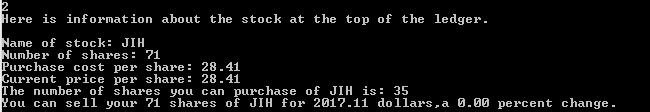 2
Here is information about the stock at the top of the ledger.
Name of stock: JIH
Number of shares: 71
Purchase cost per share: 28.41
Current price per share: 28.41
The number of shares you can purchase of JIH is: 35
You can sell your 71 shares of JIH for 2017.11 dollars,a 0.00 percent change.